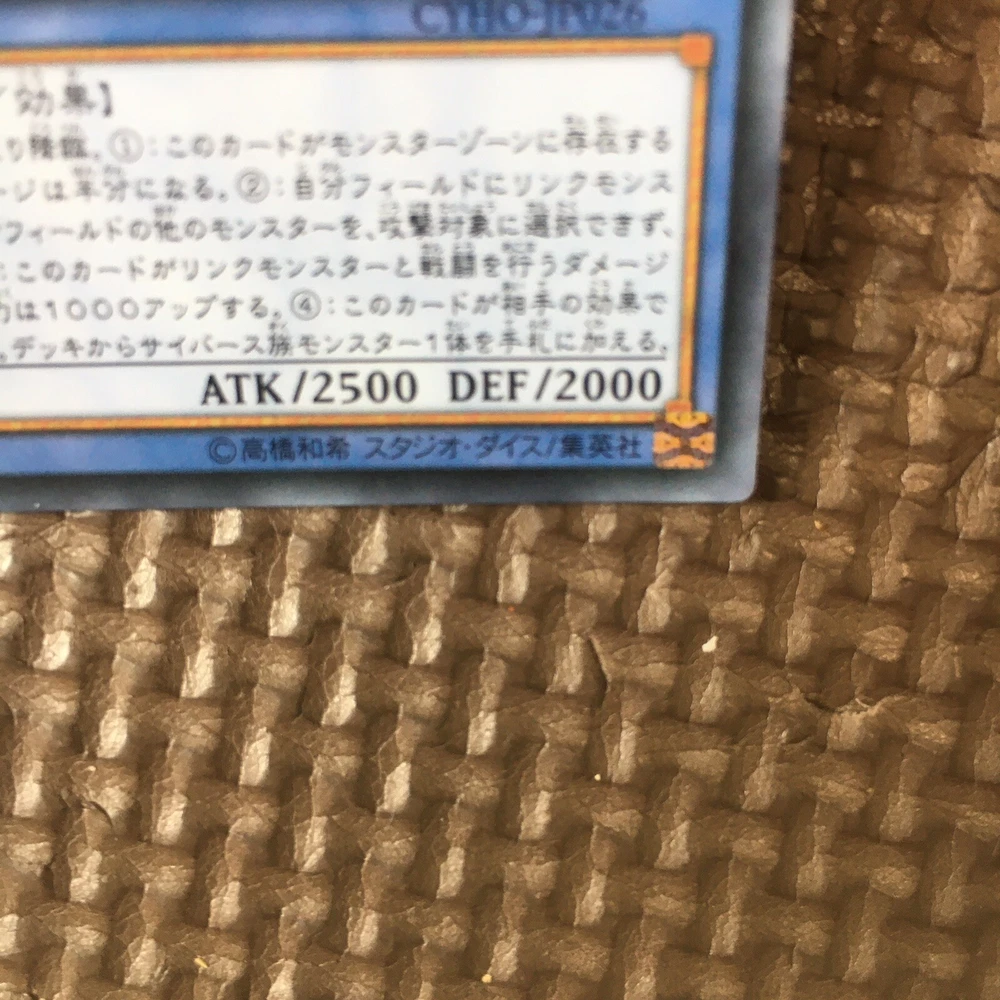 CYHO-JP026
効果】
り降臨。①：このカードがモンスターゾーンに存在する
ージは半分になる。②：自分フィールドにリンクモンス
フィールドの他のモンスターを、攻撃対象に選択できず、
：このカードがリンクモンスターと戦闘を行うダメージ
は１０００アップする。④：このカードが相手の効果で
、デッキからサイバース族モンスター１体を手札に加える。
ATK/2500 DEF/2000
©高橋和希 スタジオ・ダイス/集英社